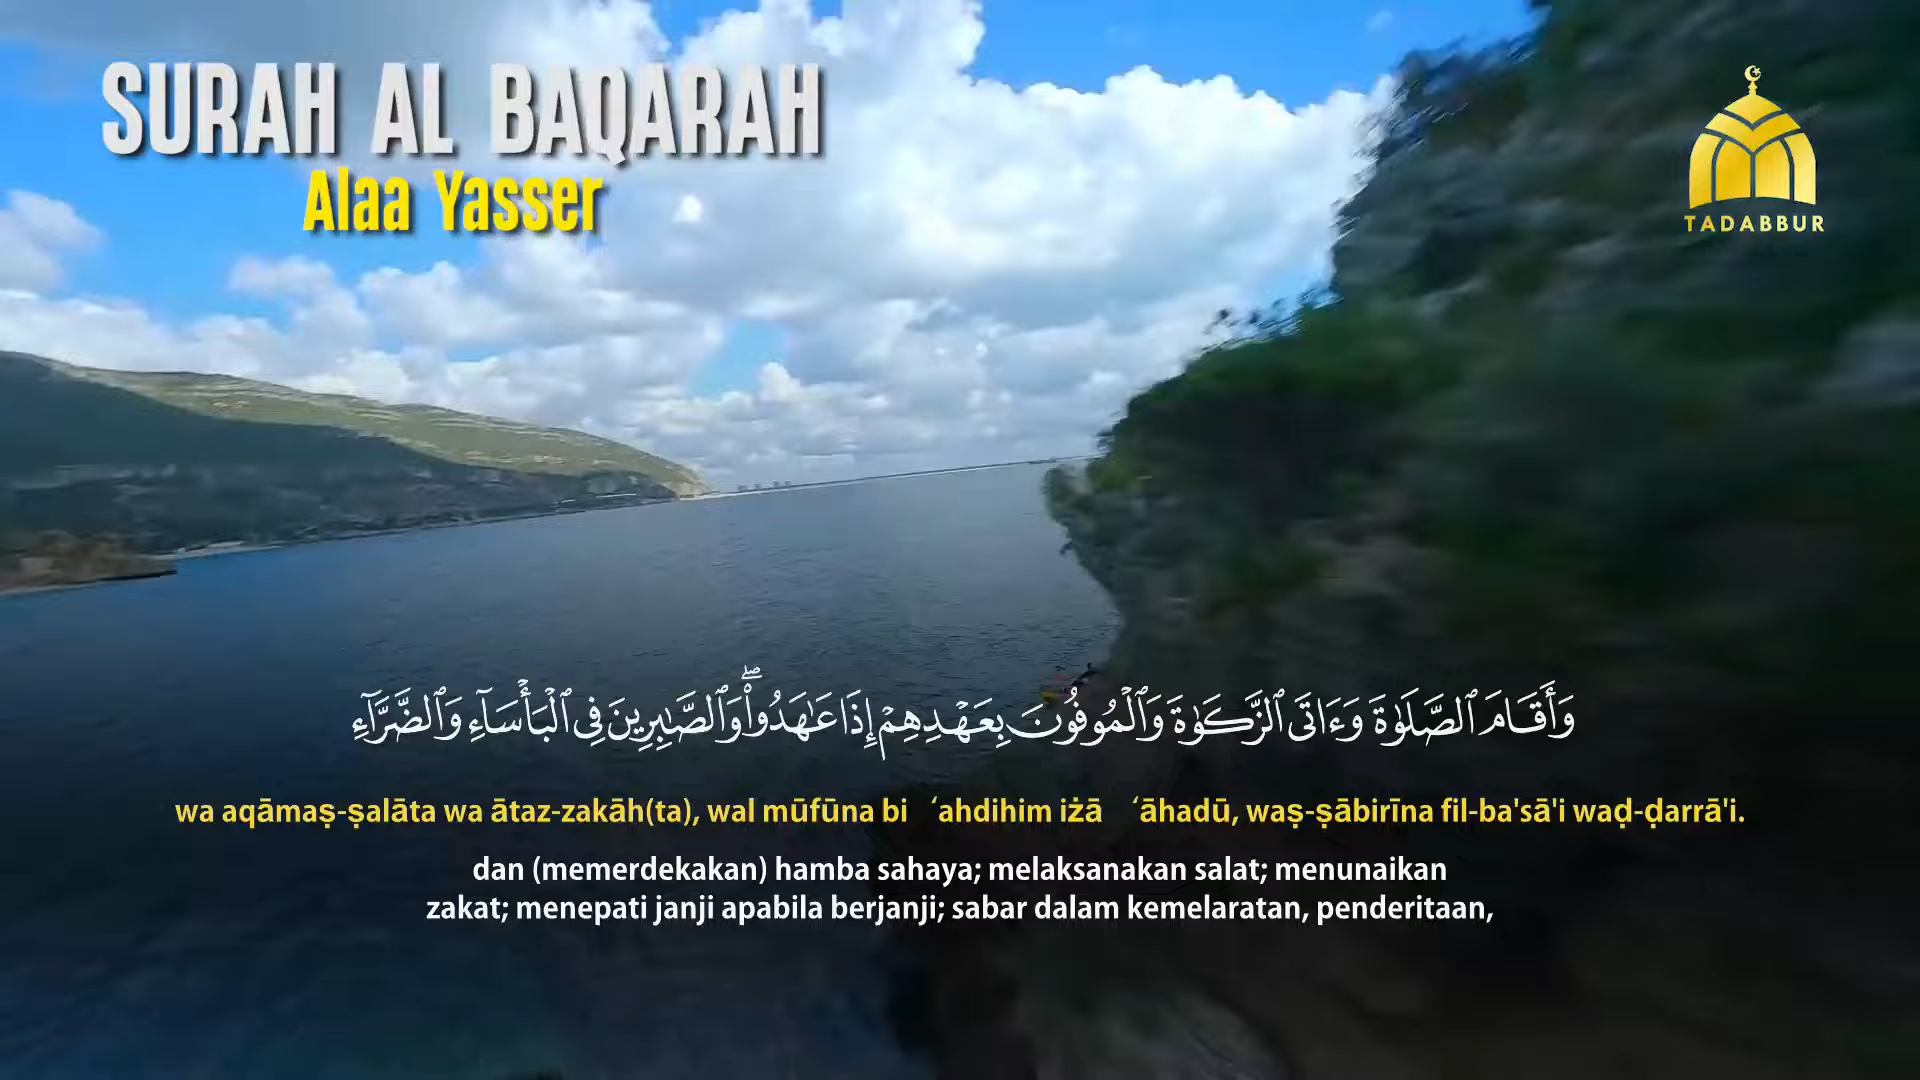 SURAH AL BAQARAH
Alaa Yasser
TADABBUR
وَأَقَامَ ٱلصَّلَوٰةَ وَءَاتَى ٱلزَّكَوٰةَ وَٱلْمُوفُونَ بِعَهْدِهِمْ إِذَا عَـٰهَدُوا۟ ۖ وَٱلصَّـٰبِرِينَ فِى ٱلْبَأْسَآءِ وَٱلضَّرَّآءِ
wa aqāmaṣ-ṣalāta wa ātaz-zakāh(ta), wal mūfūna bi ‘ahdihim iżā ‘āhadū, waṣ-ṣābirīna fil-ba'sā'i waḍ-ḍarrā'i.
dan (memerdekakan) hamba sahaya; melaksanakan salat; menunaikan
zakat; menepati janji apabila berjanji; sabar dalam kemelaratan, penderitaan,